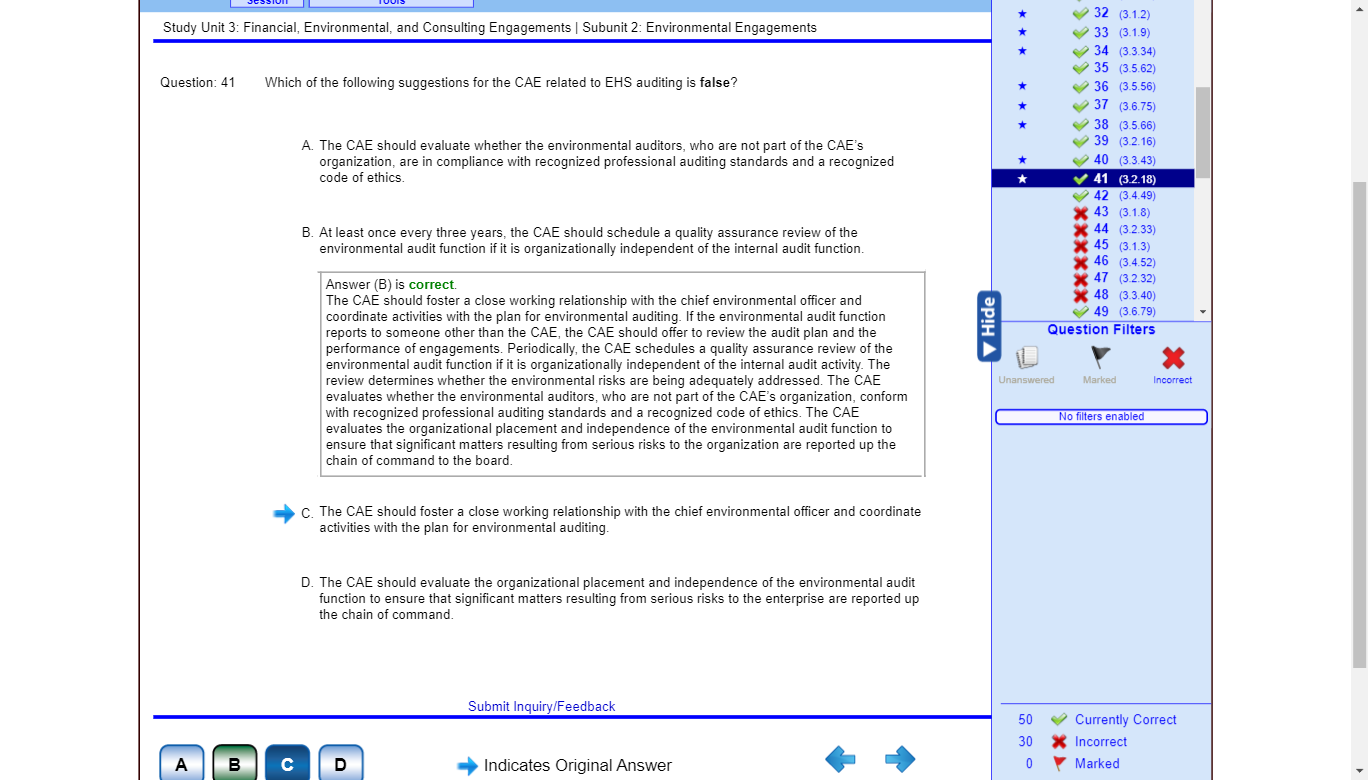 Session Tools
Study Unit 3: Financial, Environmental, and Consulting Engagements | Subunit 2: Environmental Engagements
Question: 41 Which of the following suggestions for the CAE related to EHS auditing is false?
A. The CAE should evaluate whether the environmental auditors, who are not part of the CAE's
organization, are in compliance with recognized professional auditing standards and a recognized
code of ethics.
B. At least once every three years, the CAE should schedule a quality assurance review of the
environmental audit function if it is organizationally independent of the internal audit function.
Answer (B) is correct.
The CAE should foster a close working relationship with the chief environmental officer and
coordinate activities with the plan for environmental auditing. If the environmental audit function
reports to someone other than the CAE, the CAE should offer to review the audit plan and the
performance of engagements. Periodically, the CAE schedules a quality assurance review of the
environmental audit function if it is organizationally independent of the internal audit activity. The
review determines whether the environmental risks are being adequately addressed. The CAE
evaluates whether the environmental auditors, who are not part of the CAE's organization, conform
with recognized professional auditing standards and a recognized code of ethics. The CAE
evaluates the organizational placement and independence of the environmental audit function to
ensure that significant matters resulting from serious risks to the organization are reported up the
chain of command to the board.
C. The CAE should foster a close working relationship with the chief environmental officer and coordinate
activities with the plan for environmental auditing.
D. The CAE should evaluate the organizational placement and independence of the environmental audit
function to ensure that significant matters resulting from serious risks to the enterprise are reported up
the chain of command.
Submit Inquiry/Feedback
A B C D Indicates Original Answer
32 (3.1.2)
33 (3.1.9)
34 (3.3.34)
35 (3.5.62)
36 (3.5.56)
37 (3.6.75)
38 (3.5.66)
39 (3.2.16)
40 (3.3.43)
41 (3.2.18)
42 (3.4.49)
43 (3.1.8)
44 (3.2.33)
45 (3.1.3)
46 (3.4.52)
47 (3.2.32)
48 (3.3.40)
49 (3.6.79)
Hide
Question Filters
Unanswered Marked Incorrect
No filters enabled
50 Currently Correct
30 Incorrect
0 Marked